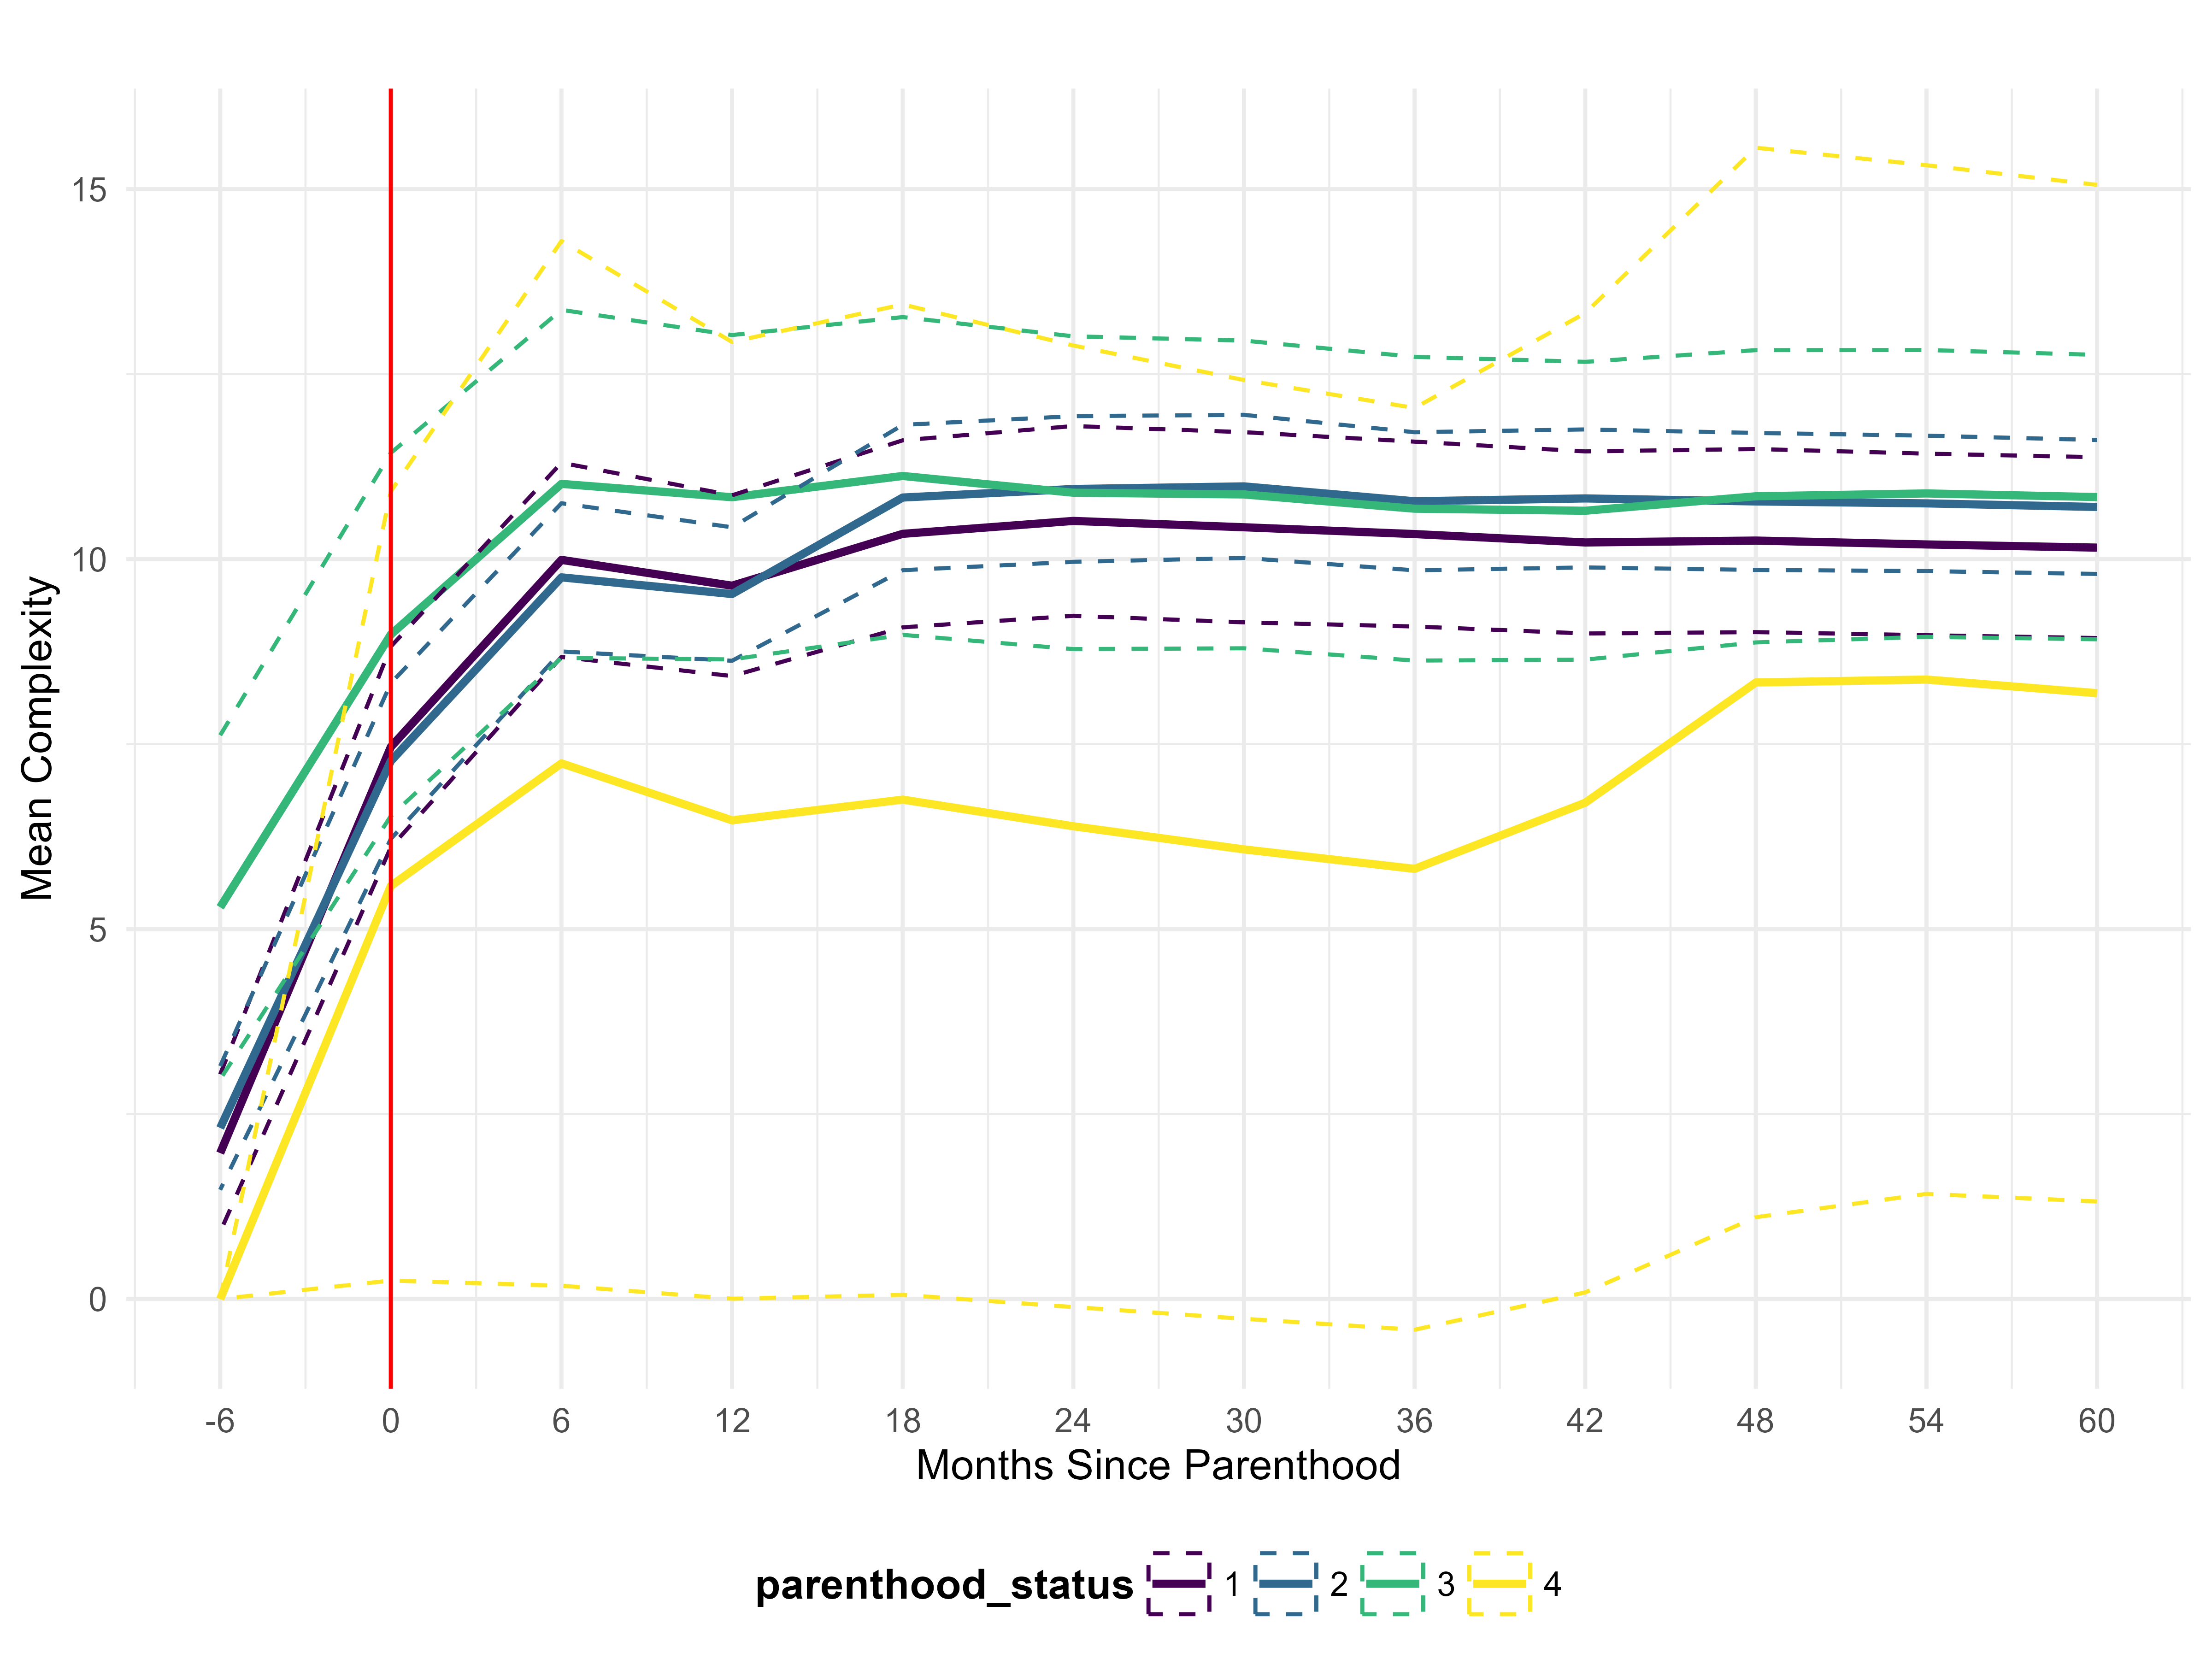 Mean Complexity
15
10
5
0
-6 0 6 12 18 24 30 36 42 48 54 60
Months Since Parenthood
parenthood_status 1 2 3 4